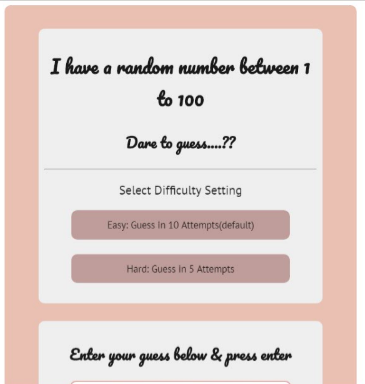 I have a random number between 1
to 100
Dare to guess....??
Select Difficulty Setting
Easy: Guess In 10 Attempts(default)
Hard: Guess In 5 Attempts
Enter your guess below & press enter